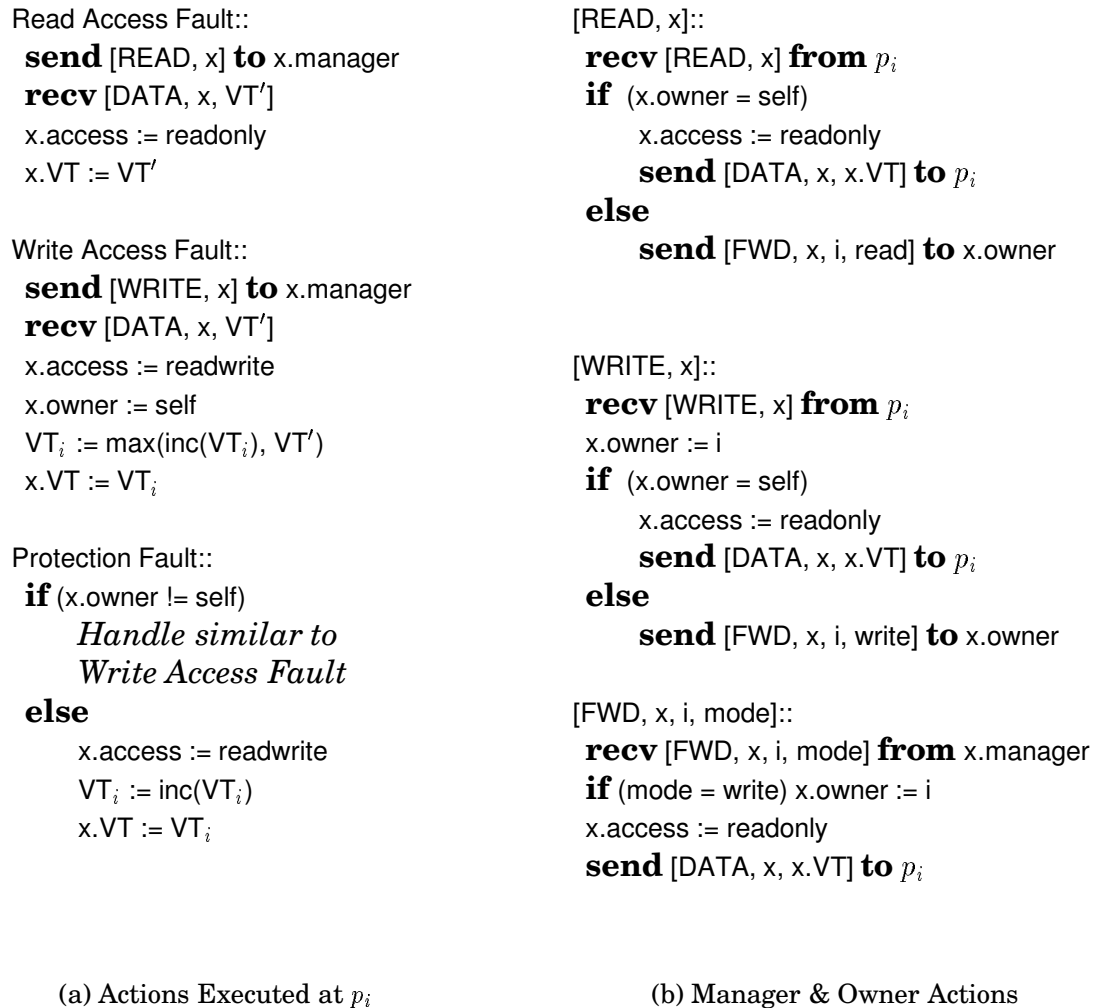 Read Access Fault::
send [READ, x] to x.manager
recv [DATA, x, VT′]
x.access := readonly
x.VT := VT′
Write Access Fault::
send [WRITE, x] to x.manager
recv [DATA, x, VT′]
x.access := readwrite
x.owner := self
VTᵢ := max(inc(VTᵢ), VT′)
x.VT := VTᵢ
Protection Fault::
if (x.owner != self)
Handle similar to
Write Access Fault
else
x.access := readwrite
VTᵢ := inc(VTᵢ)
x.VT := VTᵢ
(a) Actions Executed at pᵢ
[READ, x]::
recv [READ, x] from pᵢ
if (x.owner = self)
x.access := readonly
send [DATA, x, x.VT] to pᵢ
else
send [FWD, x, i, read] to x.owner
[WRITE, x]::
recv [WRITE, x] from pᵢ
x.owner := i
if (x.owner = self)
x.access := readonly
send [DATA, x, x.VT] to pᵢ
else
send [FWD, x, i, write] to x.owner
[FWD, x, i, mode]::
recv [FWD, x, i, mode] from x.manager
if (mode = write) x.owner := i
x.access := readonly
send [DATA, x, x.VT] to pᵢ
(b) Manager & Owner Actions